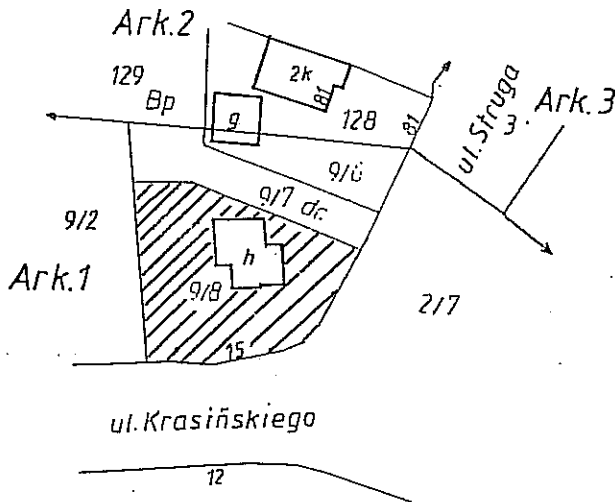 Ark.2
129
Bp
2k
81
g
128
81
ul. Struga
3
Ark.3
9/6
9/7 dr
9/2
Ark.1
h
9/8
2/7
15
ul. Krasińskiego
12